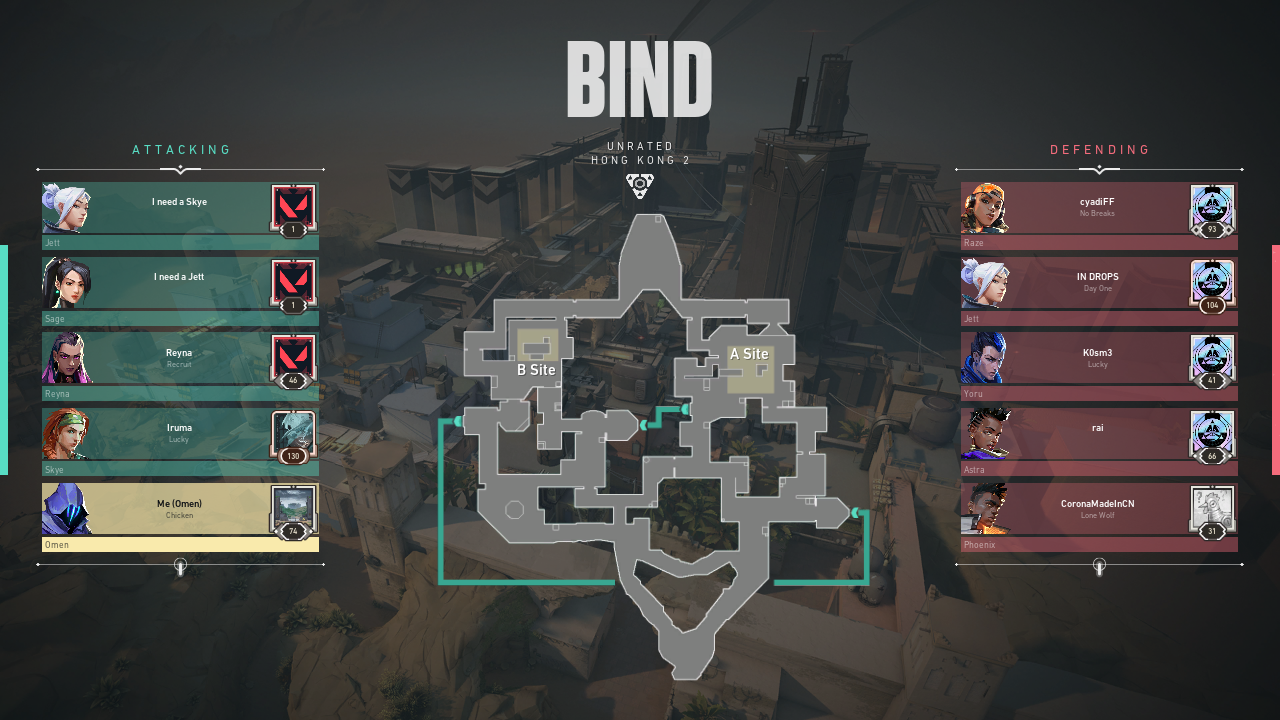 BIND
UNRATED
HONG KONG 2
ATTACKING
I need a Skye
1
Jett
I need a Jett
1
Sage
Reyna
Recruit
46
Reyna
Iruma
Lucky
130
Skye
Me (Omen)
Chicken
74
Omen
B Site
A Site
DEFENDING
cyadiFF
No Breaks
93
Raze
IN DROPS
Day One
104
Jett
K0sm3
Lucky
41
Yoru
rai
66
Astra
CoronaMadeInCN
Lone Wolf
31
Phoenix